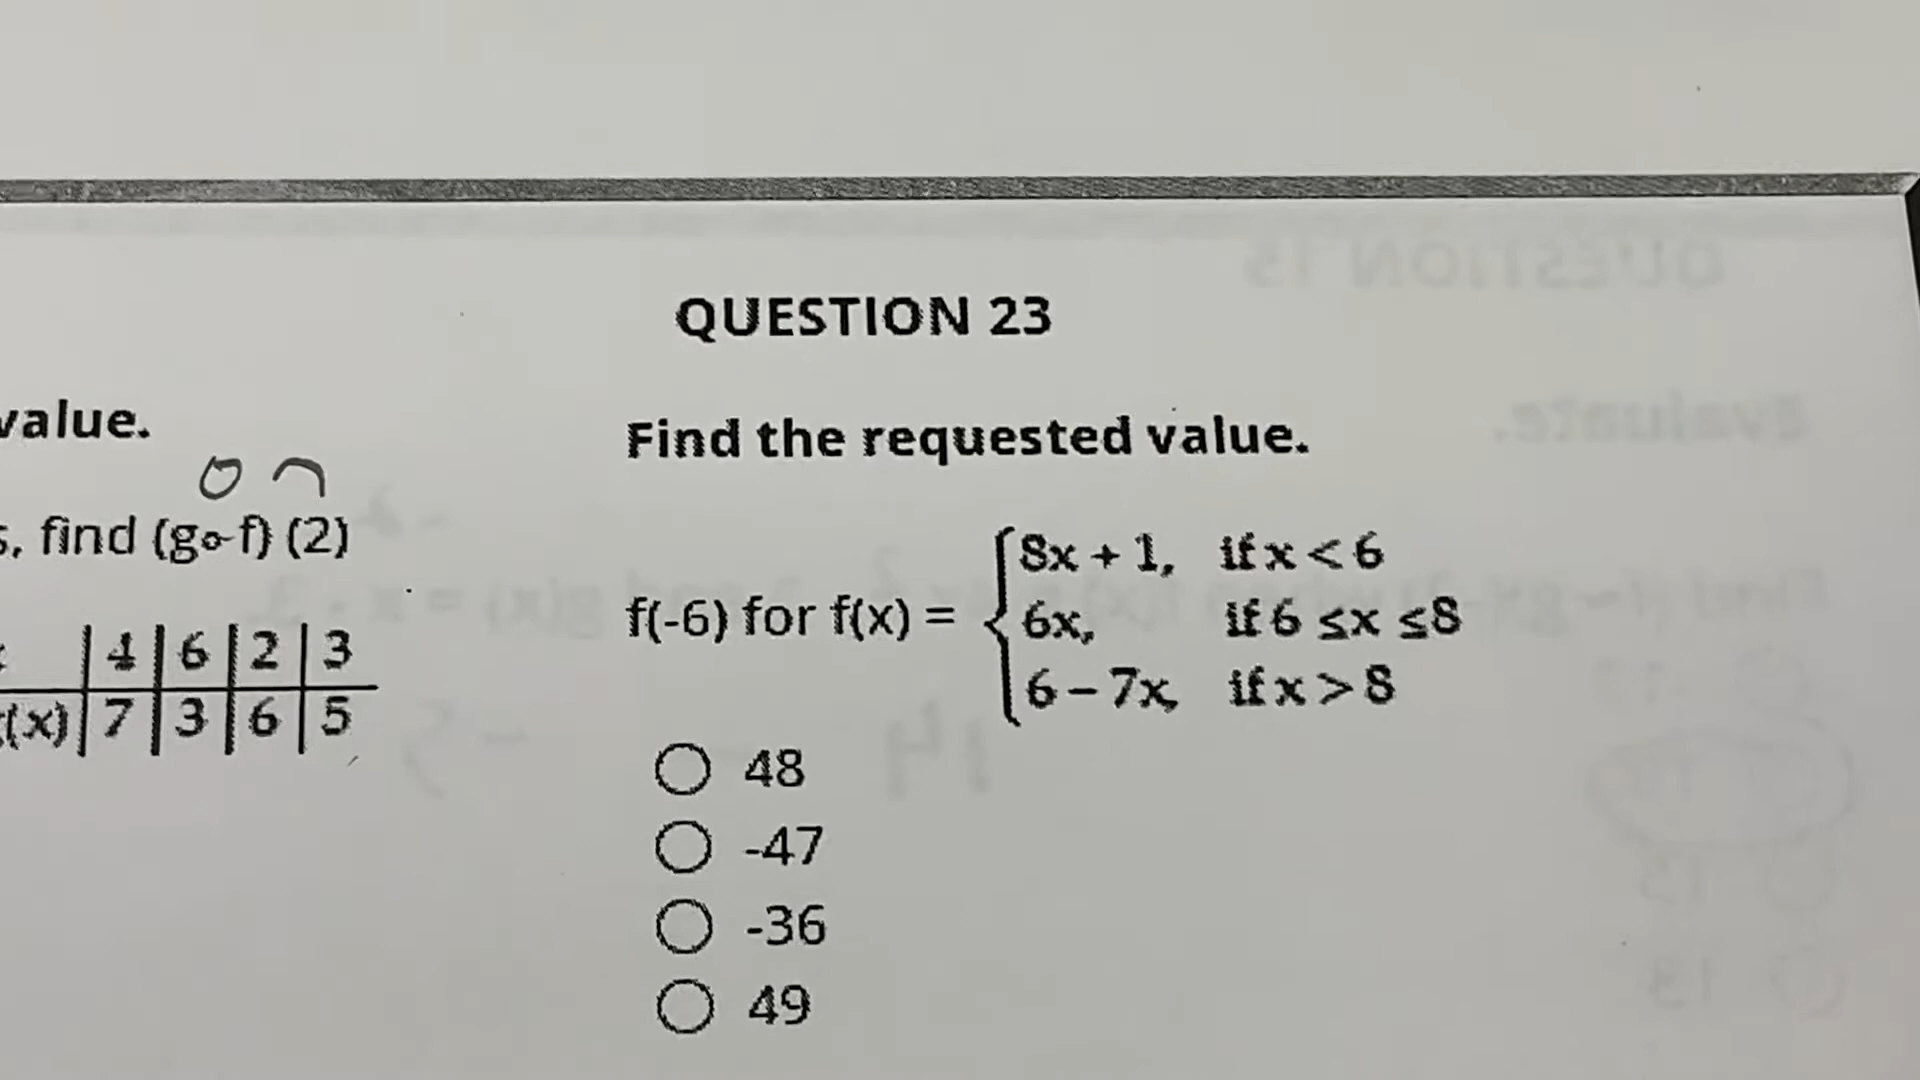 QUESTION 23
value.
Find the requested value.
, find (g∘f) (2)
f(-6) for f(x) = { 8x + 1, if x < 6
6x, if 6 ≤ x ≤ 8
6 – 7x, if x > 8
4 | 6 | 2 | 3
(x) | 7 | 3 | 6 | 5
48
-47
-36
49